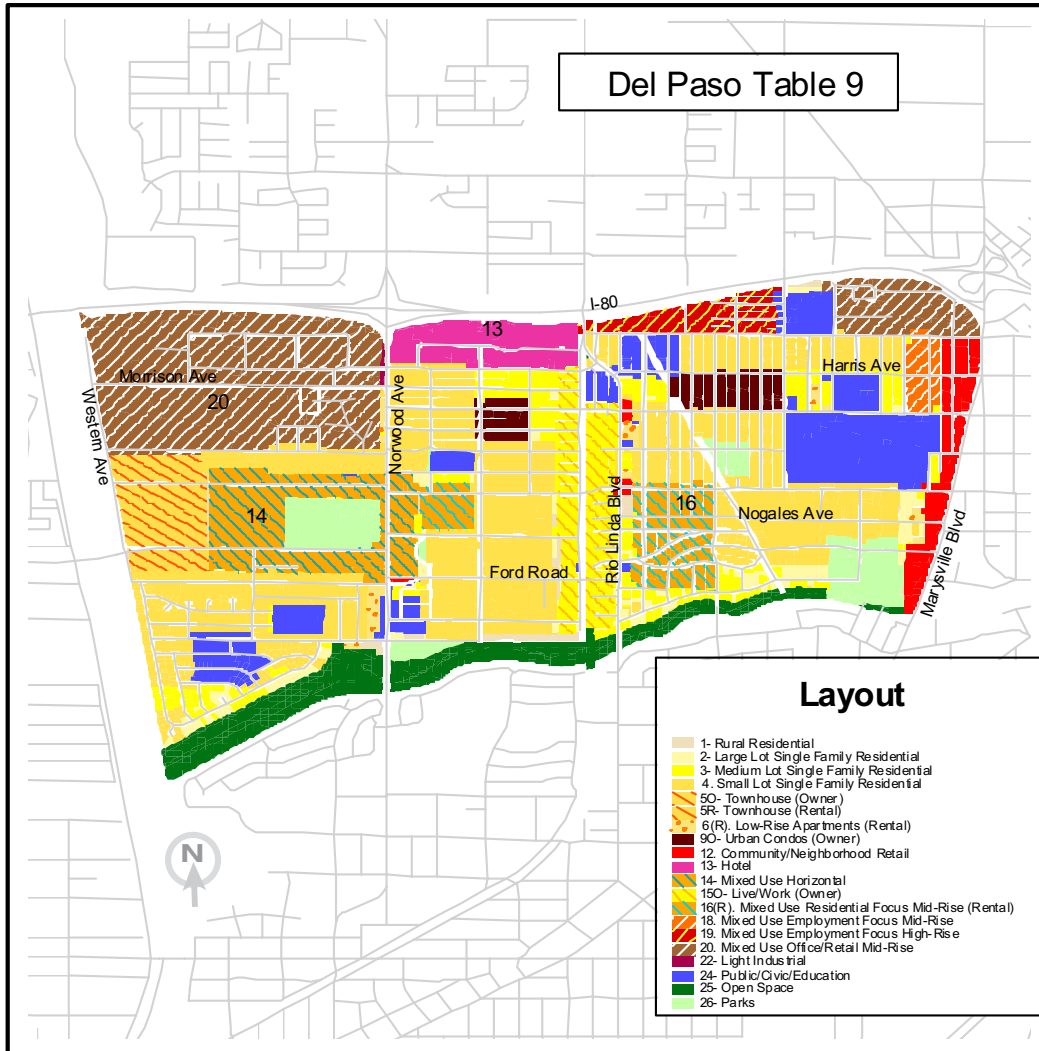 Del Paso Table 9
I-80
13
Harris Ave
Morrison Ave
20
Norwood Ave
Western Ave
14
16
Nogales Ave
Rio Linda Blvd
Ford Road
Marysville Blvd
N
Layout
1- Rural Residential
2- Large Lot Single Family Residential
3- Medium Lot Single Family Residential
4. Small Lot Single Family Residential
5O- Townhouse (Owner)
5R- Townhouse (Rental)
6(R). Low-Rise Apartments (Rental)
9O- Urban Condos (Owner)
12. Community/Neighborhood Retail
13- Hotel
14- Mixed Use Horizontal
15O- Live/Work (Owner)
16(R). Mixed Use Residential Focus Mid-Rise (Rental)
18. Mixed Use Employment Focus Mid-Rise
19. Mixed Use Employment Focus High-Rise
20. Mixed Use Office/Retail Mid-Rise
22- Light Industrial
24- Public/Civic/Education
25- Open Space
26- Parks